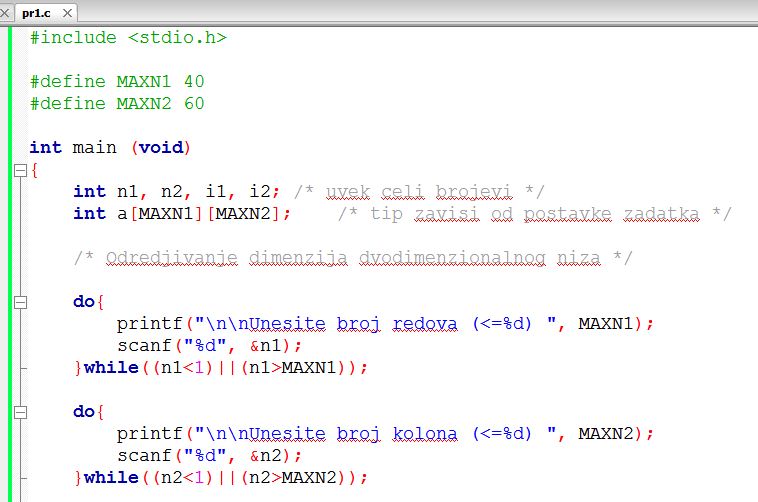 pr1.c
#include <stdio.h>
#define MAXN1 40
#define MAXN2 60
int main (void)
{
int n1, n2, i1, i2; /* uvek celi brojevi */
int a[MAXN1][MAXN2]; /* tip zavisi od postavke zadatka */
/* Odredjivanje dimenzija dvodimenzionalnog niza */
do{
printf("\n\nUnesite broj redova (<=%d) ", MAXN1);
scanf("%d", &n1);
}while((n1<1)||(n1>MAXN1));
do{
printf("\n\nUnesite broj kolona (<=%d) ", MAXN2);
scanf("%d", &n2);
}while((n2<1)||(n2>MAXN2));